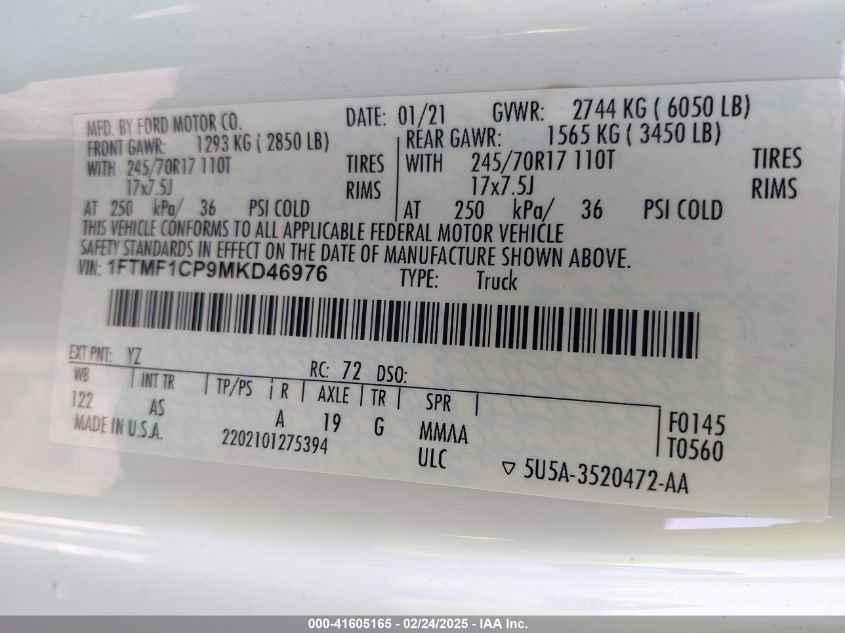 MFD. BY FORD MOTOR CO. DATE: 01/21 GVWR: 2744 KG ( 6050 LB)
FRONT GAWR: 1293 KG ( 2850 LB) REAR GAWR: 1565 KG ( 3450 LB)
WITH 245/70R17 110T TIRES WITH 245/70R17 110T TIRES
17x7.5J RIMS 17x7.5J RIMS
AT 250 kPa/ 36 PSI COLD AT 250 kPa/ 36 PSI COLD
THIS VEHICLE CONFORMS TO ALL APPLICABLE FEDERAL MOTOR VEHICLE
SAFETY STANDARDS IN EFFECT ON THE DATE OF MANUFACTURE SHOWN ABOVE.
VIN: 1FTMF1CP9MKD46976 TYPE: Truck
EXT PNT: YZ RC: 72 DSO:
WB INT TR TP/PS R AXLE TR SPR
122 AS A 19 G MMAA F0145
MADE IN U.S.A. 2202101275394 ULC T0560
5U5A-3520472-AA
000-41605165 - 02/24/2025 - IAA Inc.